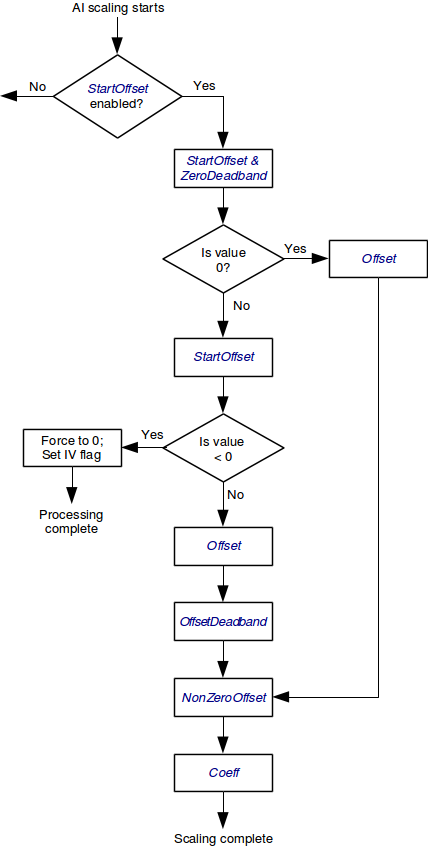 AI scaling starts
No
StartOffset
enabled?
Yes
StartOffset &
ZeroDeadband
Is value
0?
Yes
Offset
No
StartOffset
Force to 0;
Set IV flag
Yes
Is value
< 0
Processing
complete
No
Offset
OffsetDeadband
NonZeroOffset
Coeff
Scaling complete